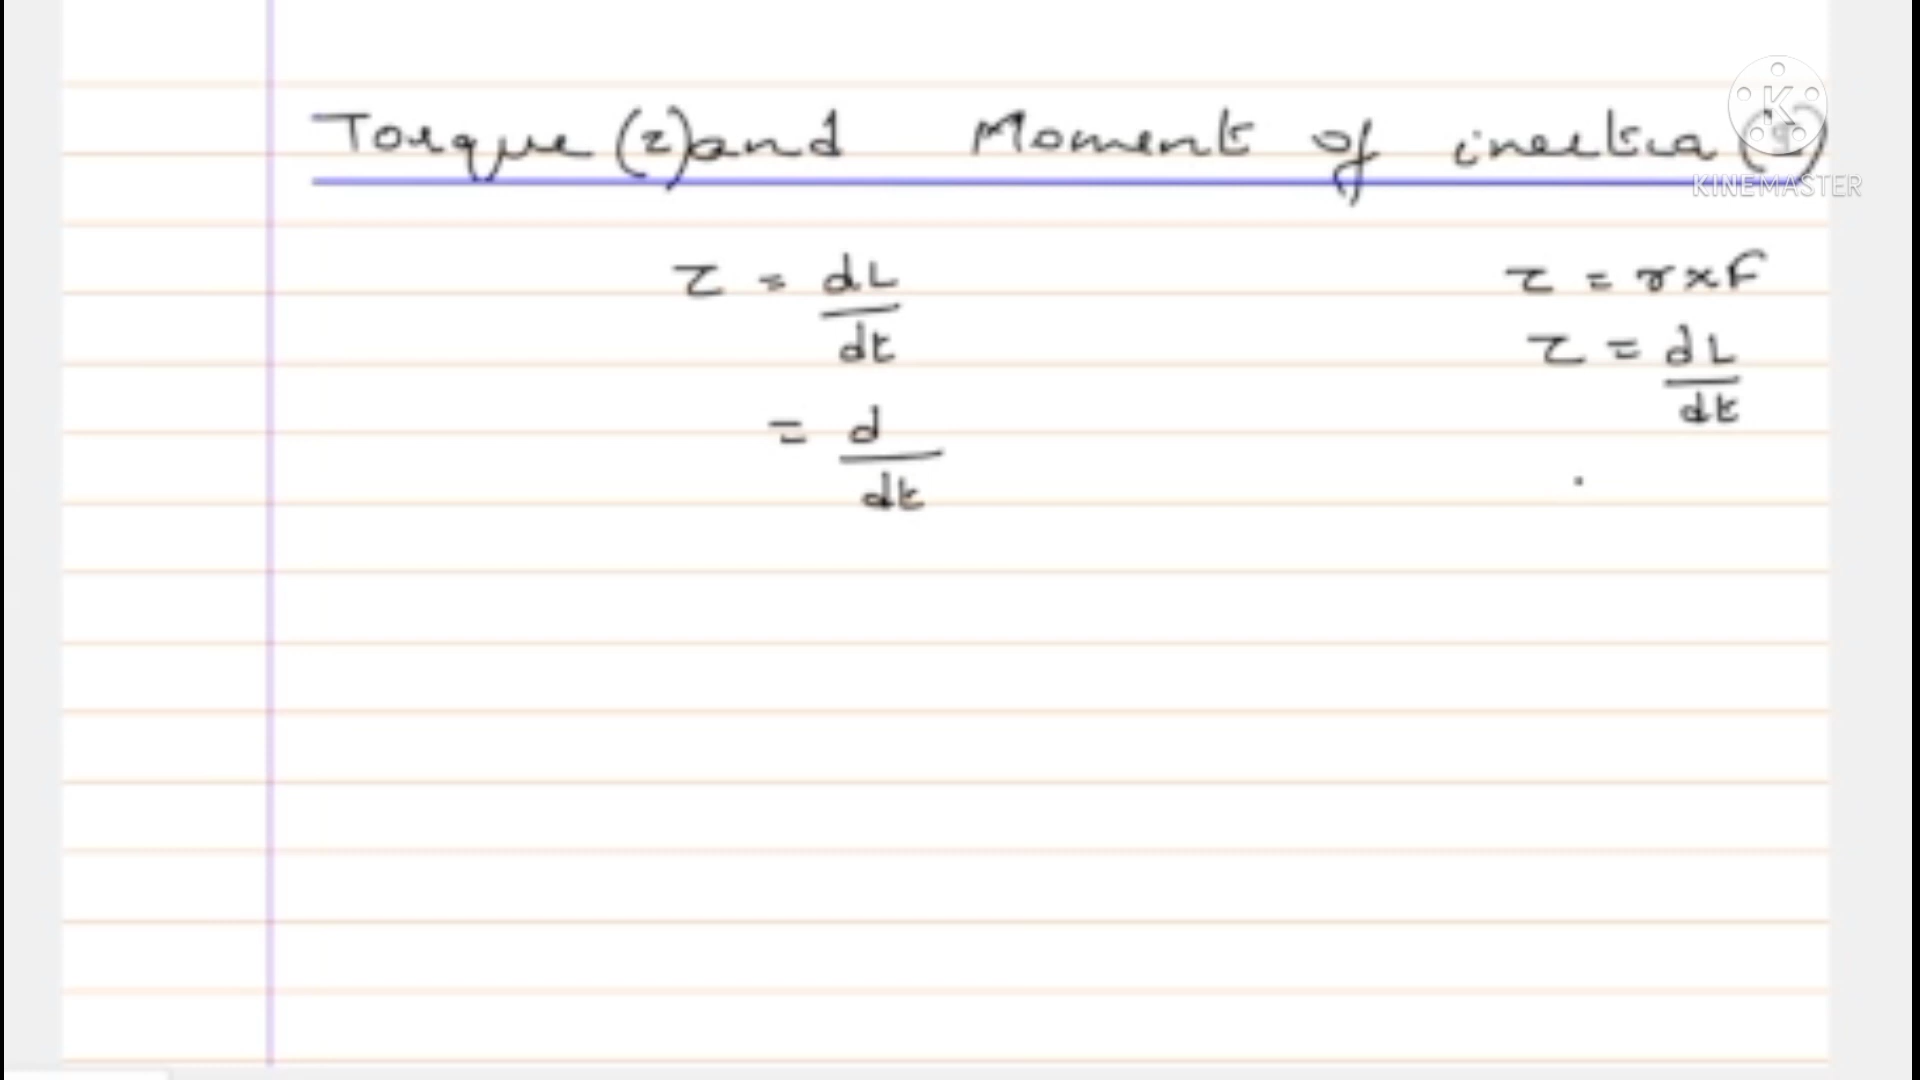 Torque (τ) and Moment of inertia (I)
KINEMASTER
τ = dL/dt
τ = r x F
τ = dL/dt
= d/dt